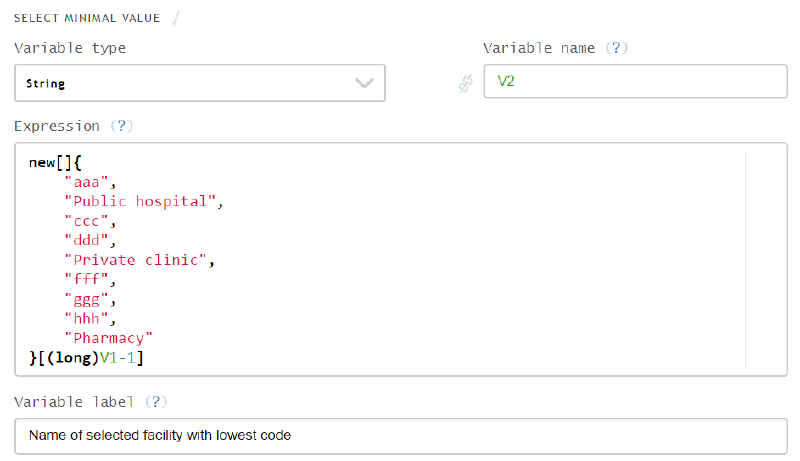 SELECT MINIMAL VALUE /
Variable type
Variable name (?)
String
V2
Expression (?)
new[]{
"aaa",
"Public hospital",
"ccc",
"ddd",
"Private clinic",
"fff",
"ggg",
"hhh",
"Pharmacy"
}[(long)V1-1]
Variable label (?)
Name of selected facility with lowest code